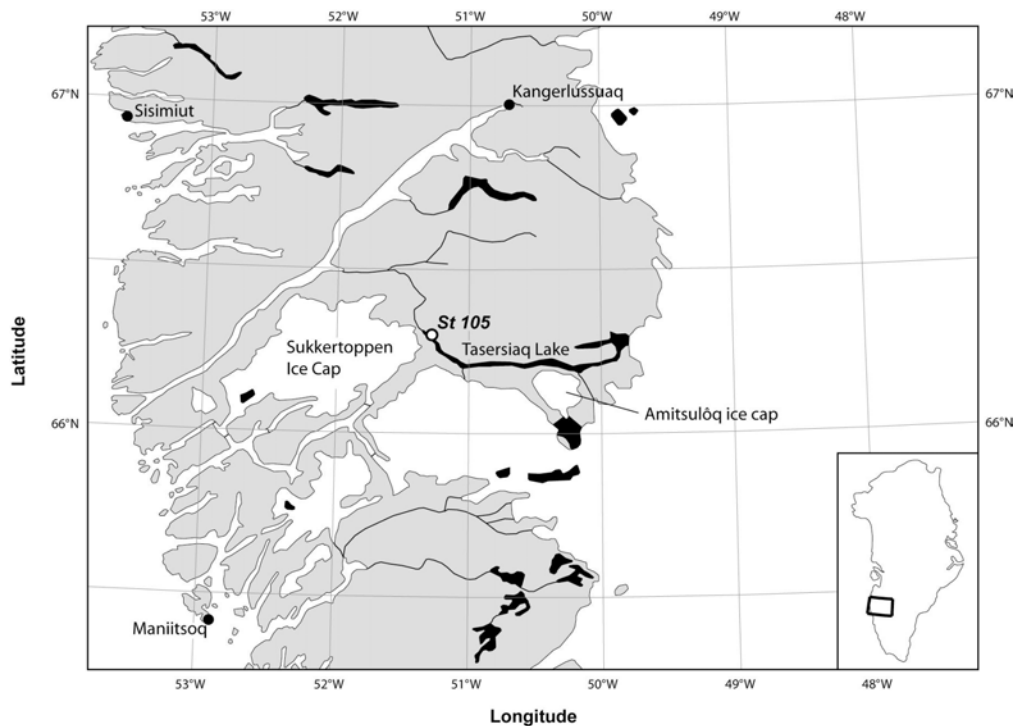 53°W 52°W 51°W 50°W 49°W 48°W
67°N
67°N
Kangerlussuaq
Sisimiut
St 105
Tasersiaq Lake
Sukkertoppen
Ice Cap
Amitsulôq ice cap
66°N
66°N
Maniitsoq
53°W 52°W 51°W 50°W 49°W 48°W
Latitude
Longitude